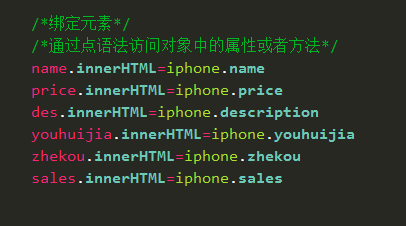 /*绑定元素*/
/*通过点语法访问对象中的属性或者方法*/
name.innerHTML=iphone.name
price.innerHTML=iphone.price
des.innerHTML=iphone.description
youhuijia.innerHTML=iphone.youhuijia
zhekou.innerHTML=iphone.zhekou
sales.innerHTML=iphone.sales